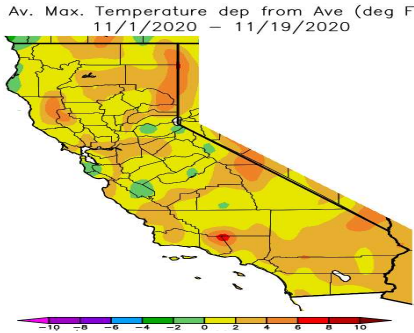 Av. Max. Temperature dep from Ave (deg F
11/1/2020 – 11/19/2020
-10 -8 -6 -4 -2 0 2 4 6 8 10